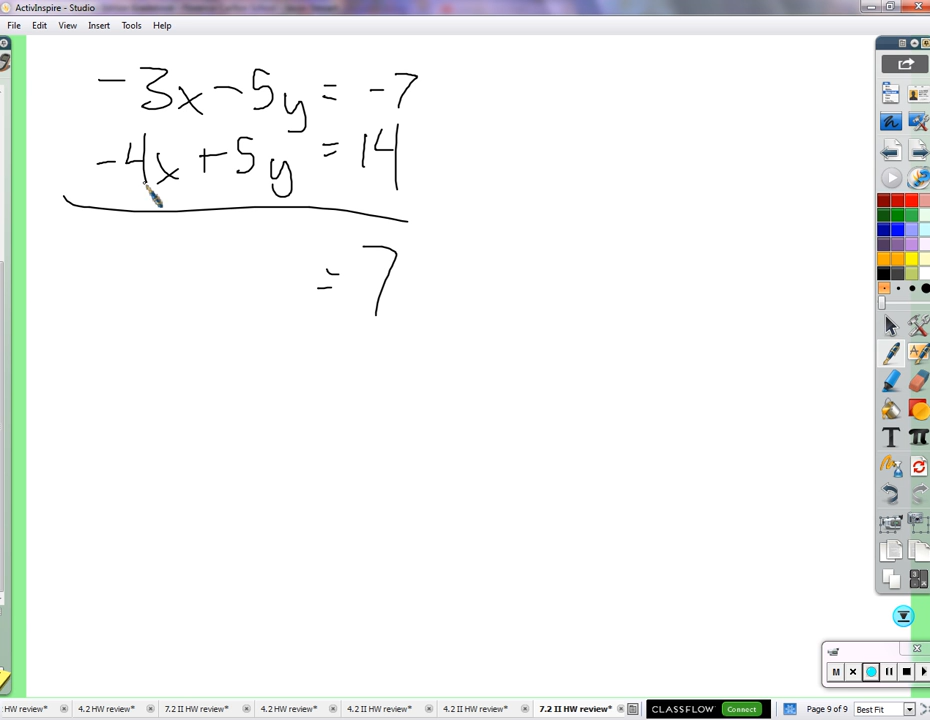 ActivInspire - Studio
File Edit View Insert Tools Help
-3x-5y = -7
-4x+5y = 14
= 7
HW review* 4.2 HW review* 7.2 II HW review* 4.2 HW review* 4.2 II HW review* 4.2 II HW review* 7.2 II HW review* CLASSFLOW Connect Page 9 of 9 Best Fit